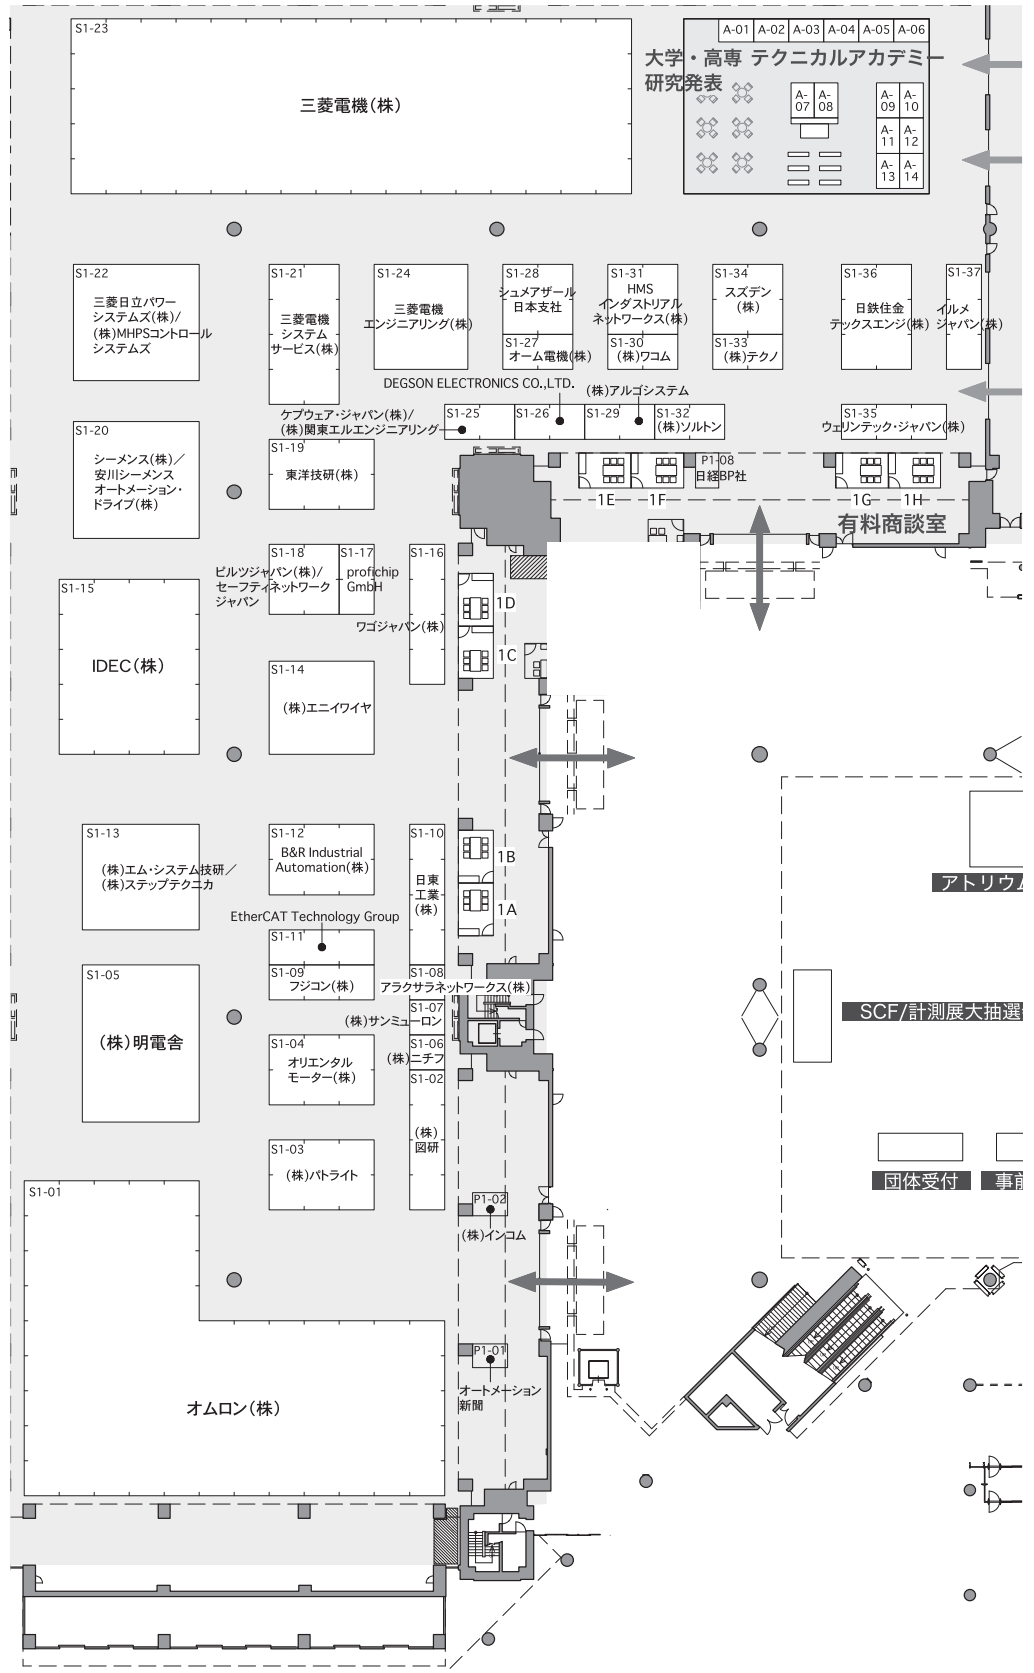 S1-23
三菱電機（株）
A-01 A-02 A-03 A-04 A-05 A-06
大学・高専 テクニカルアカデミー
研究発表
A-07
A-08
A-09
A-10
A-11
A-12
A-13
A-14
S1-22
三菱日立パワー
システムズ（株）/
（株）MHPSコントロール
システムズ
S1-21
三菱電機
システム
サービス（株）
S1-24
三菱電機
エンジニアリング（株）
S1-28
シュメアザール
日本支社
S1-27
オーム電機（株）
S1-31
HMS
インダストリアル
ネットワークス（株）
S1-30
（株）ワコム
S1-34
スズデン
（株）
S1-33
（株）テクノ
S1-36
日鉄住金
テックスエンジ（株）
S1-37
イルメ
ジャパン（株）
DEGSON ELECTRONICS CO.,LTD.
（株）アルゴシステム
ケプウェア・ジャパン（株）/
（株）関東エルエンジニアリング
S1-25
S1-26
S1-29
S1-32
（株）ソルトン
S1-35
ウェリンテック・ジャパン（株）
S1-20
シーメンス（株）／
安川シーメンス
オートメーション・
ドライブ（株）
S1-19
東洋技研（株）
P1-08
日経BP社
1E
1F
1G
1H
有料商談室
S1-18
ピルツジャパン（株）/
セーフティネットワーク
ジャパン
S1-17
profichip
GmbH
S1-16
ワゴジャパン（株）
S1-15
IDEC（株）
1D
1C
S1-14
（株）エニイワイヤ
S1-13
（株）エム・システム技研／
（株）ステップテクニカ
S1-12
B&R Industrial
Automation（株）
S1-10
日東
工業
（株）
1B
1A
アトリウム
EtherCAT Technology Group
S1-11
S1-09
フジコン（株）
S1-08
アラクサラネットワークス（株）
S1-07
（株）サンミューロン
S1-05
（株）明電舎
SCF/計測展大抽選
S1-04
オリエンタル
モーター（株）
S1-06
（株）ニチフ
S1-02
（株）
図研
S1-03
（株）パトライト
団体受付
事前
S1-01
オムロン（株）
P1-02
（株）インコム
P1-01
オートメーション
新聞